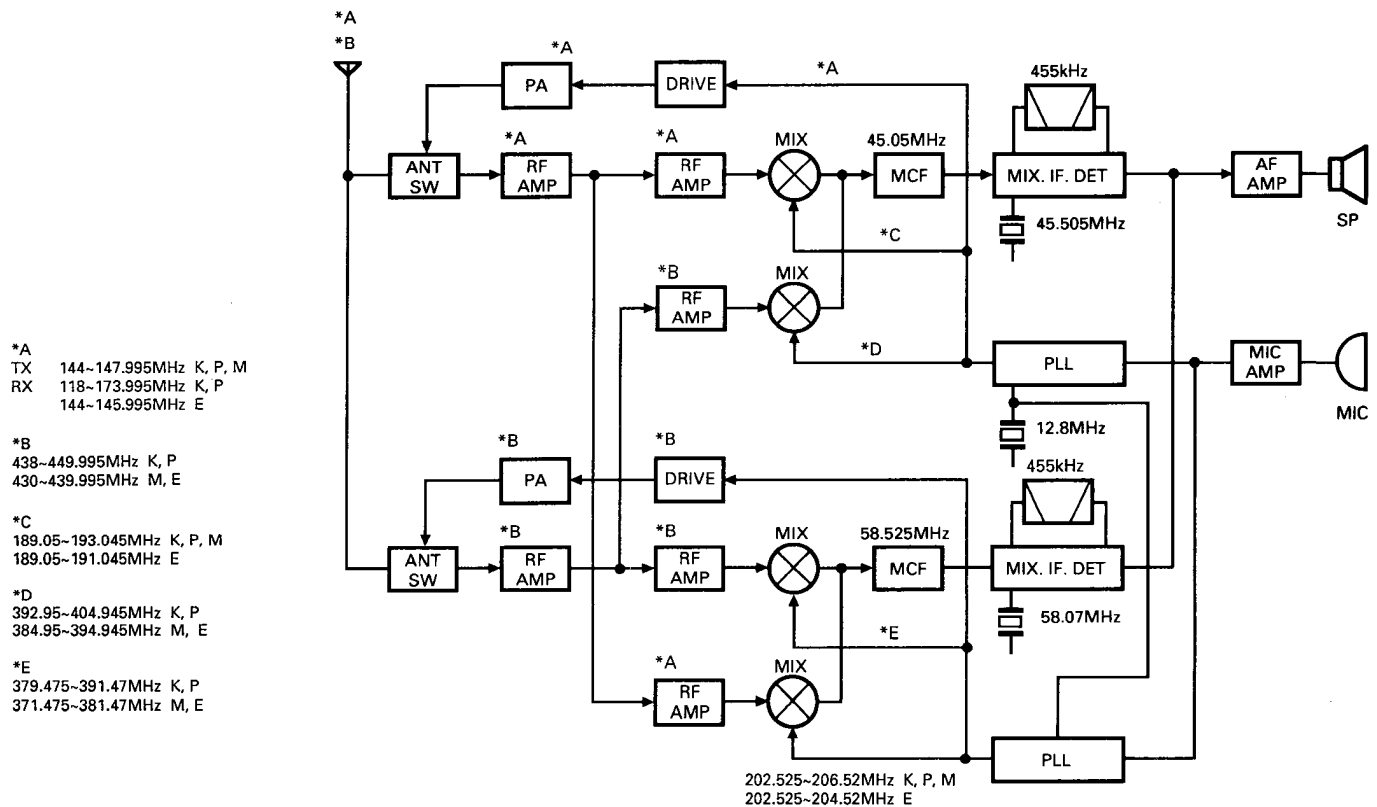 *A
*B
*A
PA
DRIVE
*A
455kHz
ANT
SW
*A
RF
AMP
*A
RF
AMP
MIX
45.05MHz
MCF
MIX. IF. DET
AF
AMP
SP
45.505MHz
*C
*B
RF
AMP
MIX
*D
PLL
MIC
AMP
MIC
12.8MHz
*A
TX 144~147.995MHz K, P, M
RX 118~173.995MHz K, P
144~145.995MHz E
*B
438~449.995MHz K, P
430~439.995MHz M, E
*C
189.05~193.045MHz K, P, M
189.05~191.045MHz E
*D
392.95~404.945MHz K, P
384.95~394.945MHz M, E
*E
379.475~391.47MHz K, P
371.475~381.47MHz M, E
*B
PA
*B
DRIVE
455kHz
ANT
SW
*B
RF
AMP
*B
RF
AMP
MIX
58.525MHz
MCF
MIX. IF. DET
58.07MHz
*E
*A
RF
AMP
MIX
PLL
202.525~206.52MHz K, P, M
202.525~204.52MHz E